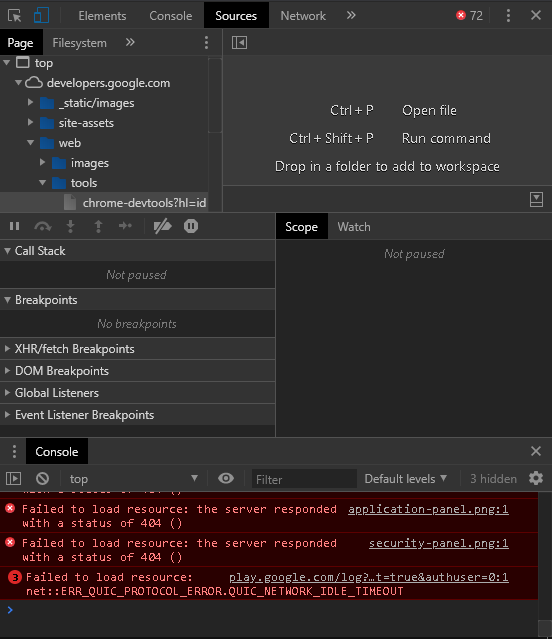 Elements Console Sources Network » 72
Page Filesystem »
top
developers.google.com
_static/images
site-assets
web
images
tools
chrome-devtools?hl=id
Ctrl + P Open file
Ctrl + Shift + P Run command
Drop in a folder to add to workspace
Scope Watch
Call Stack
Not paused
Not paused
Breakpoints
No breakpoints
XHR/fetch Breakpoints
DOM Breakpoints
Global Listeners
Event Listener Breakpoints
Console
top Filter Default levels 3 hidden
Failed to load resource: the server responded application-panel.png:1
with a status of 404 ()
Failed to load resource: the server responded security-panel.png:1
with a status of 404 ()
3 Failed to load resource: play.google.com/log?…t=true&authuser=0:1
net::ERR_QUIC_PROTOCOL_ERROR.QUIC_NETWORK_IDLE_TIMEOUT